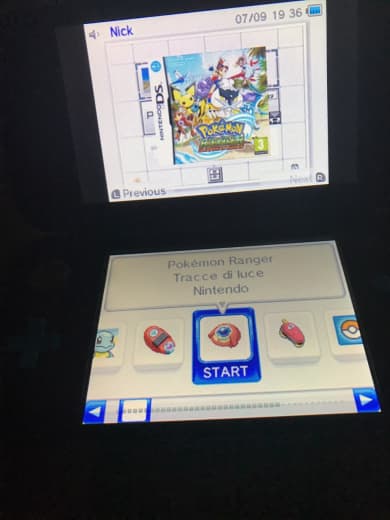 Nick
07/09 19 36
NINTENDO DS
POKÉMON
3
L Previous
Next R
Pokémon Ranger
Tracce di luce
Nintendo
START